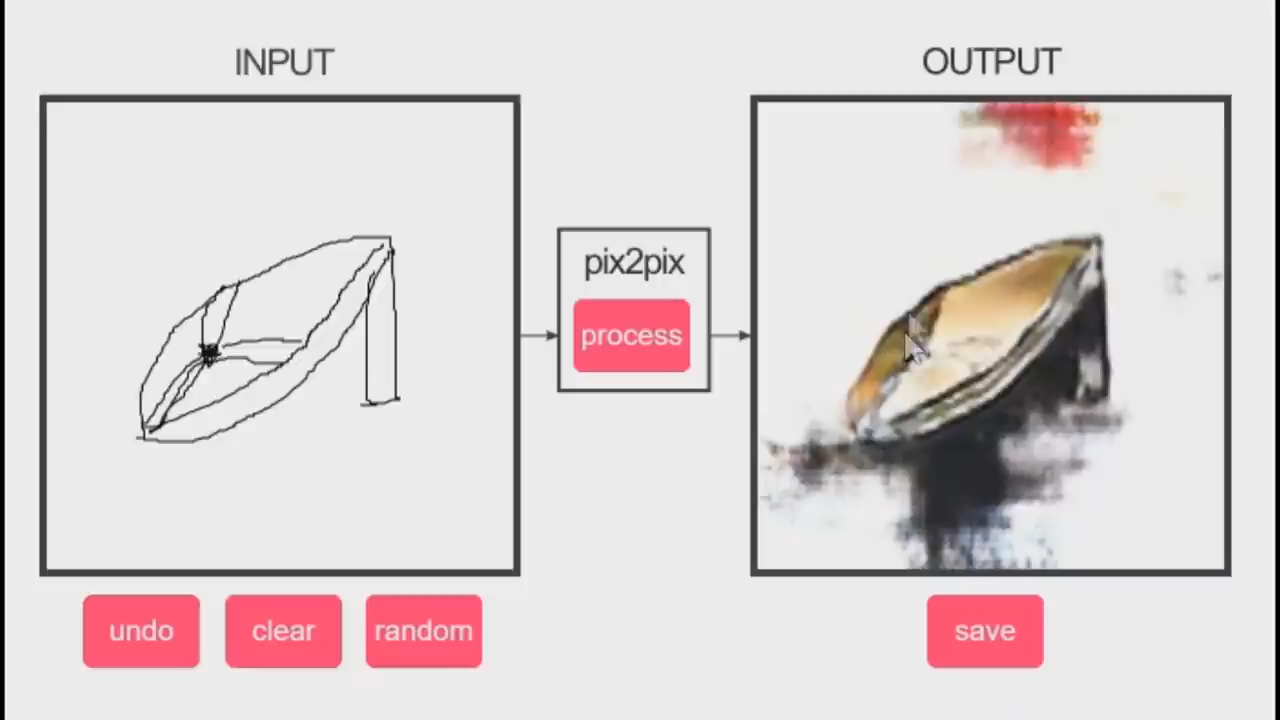 INPUT
OUTPUT
pix2pix
process
undo
clear
random
save